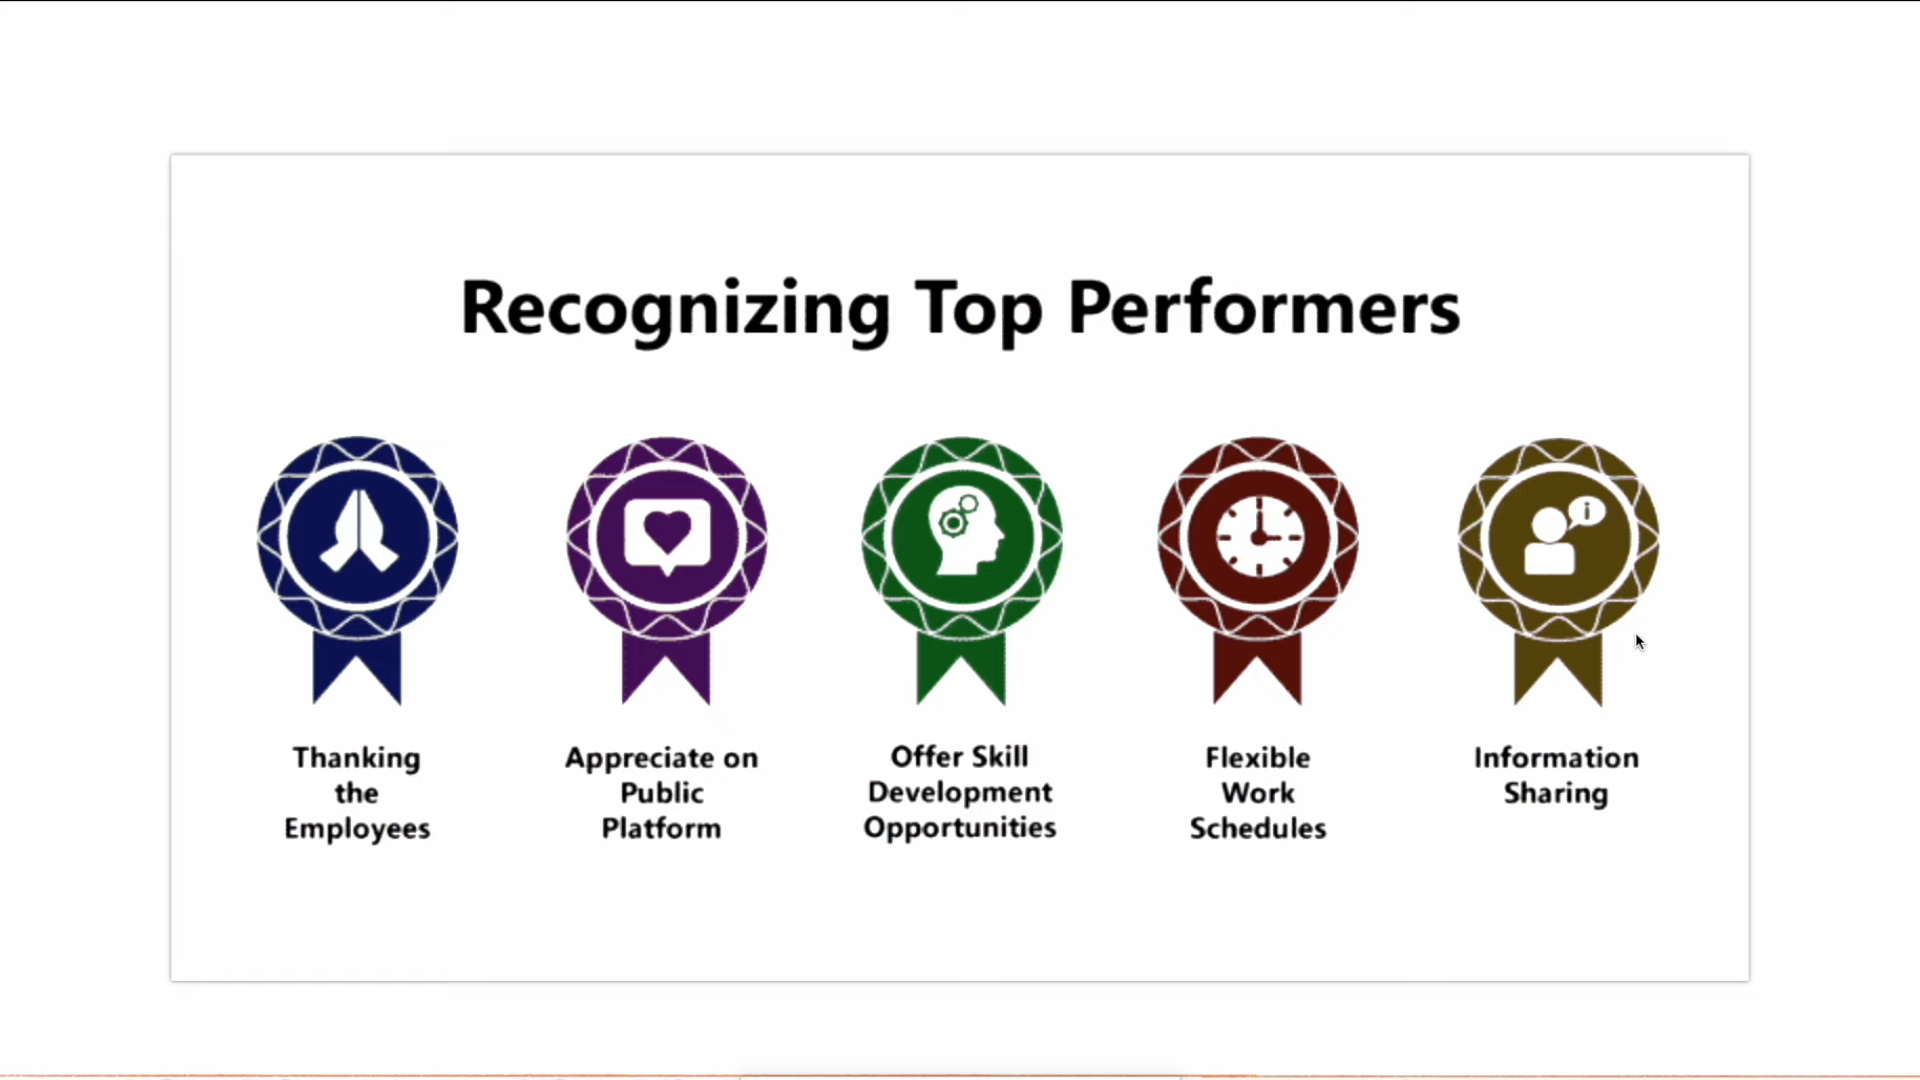 Recognizing Top Performers
Thanking
the
Employees
Appreciate on
Public
Platform
Offer Skill
Development
Opportunities
Flexible
Work
Schedules
Information
Sharing